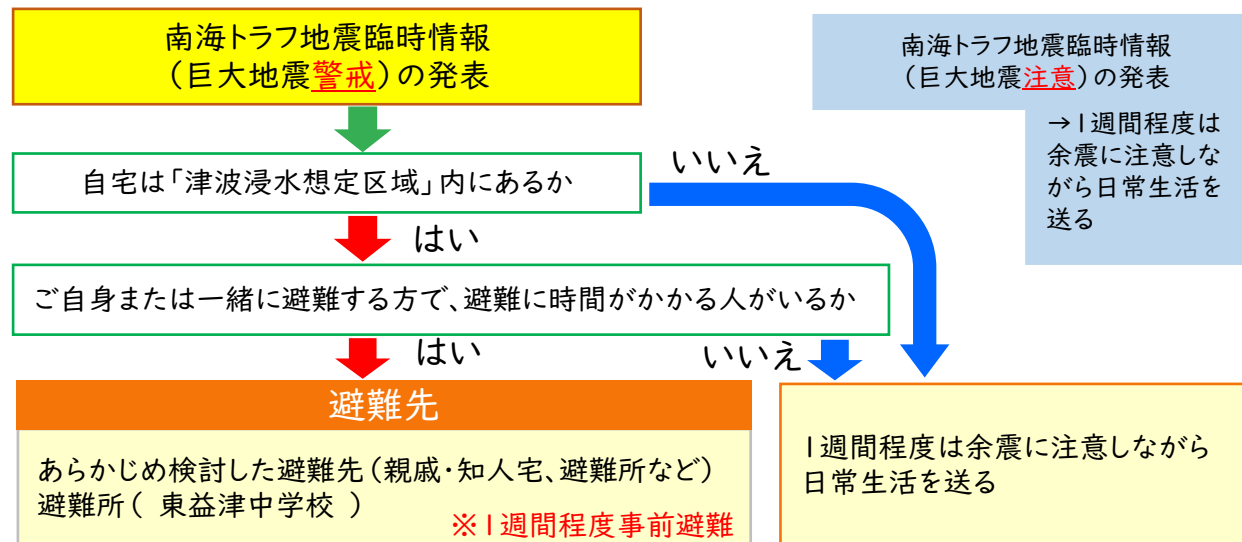 南海トラフ地震臨時情報
（巨大地震警戒）の発表
南海トラフ地震臨時情報
（巨大地震注意）の発表
→1週間程度は
余震に注意しな
がら日常生活を
送る
自宅は「津波浸水想定区域」内にあるか
いいえ
はい
ご自身または一緒に避難する方で、避難に時間がかかる人がいるか
はい
いいえ
避難先
あらかじめ検討した避難先（親戚・知人宅、避難所など）
避難所（ 東益津中学校 ）
※1週間程度事前避難
1週間程度は余震に注意しながら
日常生活を送る